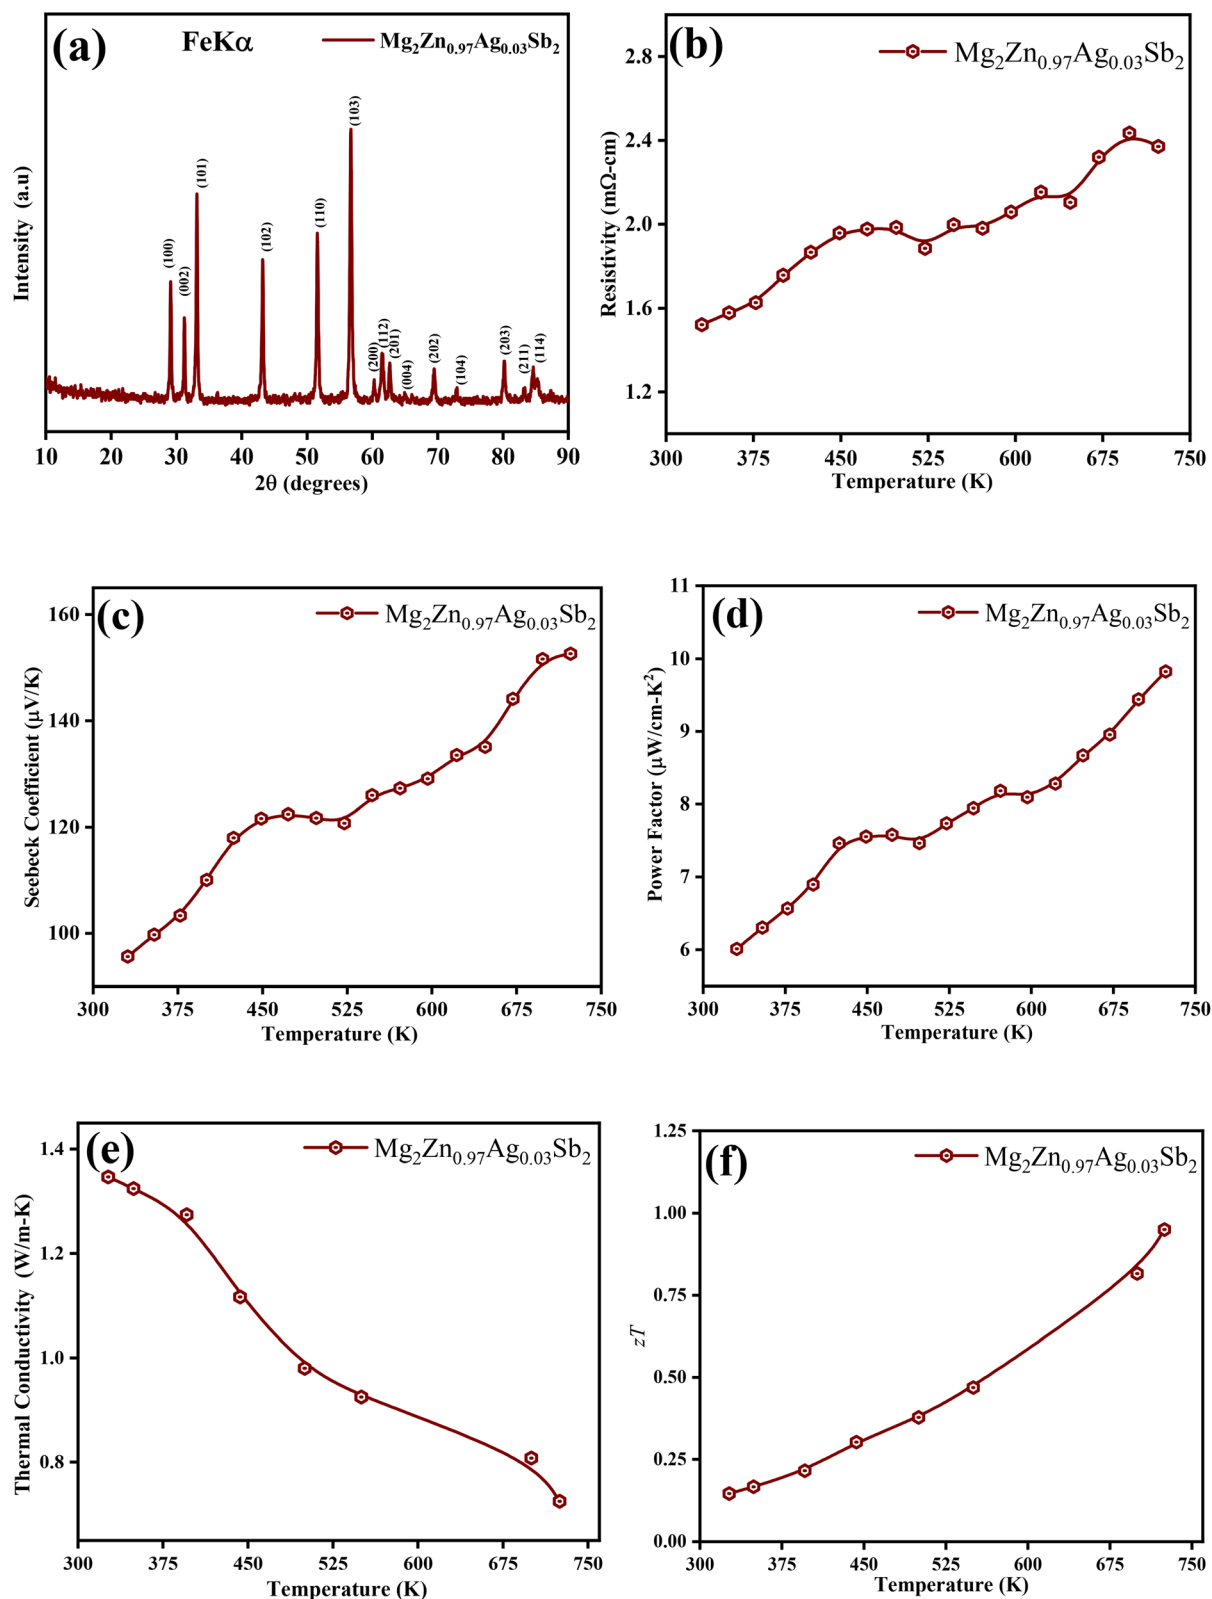 (a)
FeKα
Mg₂Zn₀.₉₇Ag₀.₀₃Sb₂
Intensity (a.u)
(100)
(002)
(101)
(102)
(110)
(103)
(200)
(112)
(201)
(004)
(202)
(104)
(203)
(211)
(114)
10 20 30 40 50 60 70 80 90
2θ (degrees)
(b)
Mg₂Zn₀.₉₇Ag₀.₀₃Sb₂
Resistivity (mΩ-cm)
2.8
2.4
2.0
1.6
1.2
300 375 450 525 600 675 750
Temperature (K)
(c)
Mg₂Zn₀.₉₇Ag₀.₀₃Sb₂
Seebeck Coefficient (μV/K)
160
140
120
100
300 375 450 525 600 675 750
Temperature (K)
(d)
Mg₂Zn₀.₉₇Ag₀.₀₃Sb₂
Power Factor (μW/cm-K²)
11
10
9
8
7
6
300 375 450 525 600 675 750
Temperature (K)
(e)
Mg₂Zn₀.₉₇Ag₀.₀₃Sb₂
Thermal Conductivity (W/m-K)
1.4
1.2
1.0
0.8
300 375 450 525 600 675 750
Temperature (K)
(f)
Mg₂Zn₀.₉₇Ag₀.₀₃Sb₂
zT
1.25
1.00
0.75
0.50
0.25
0.00
300 375 450 525 600 675 750
Temperature (K)